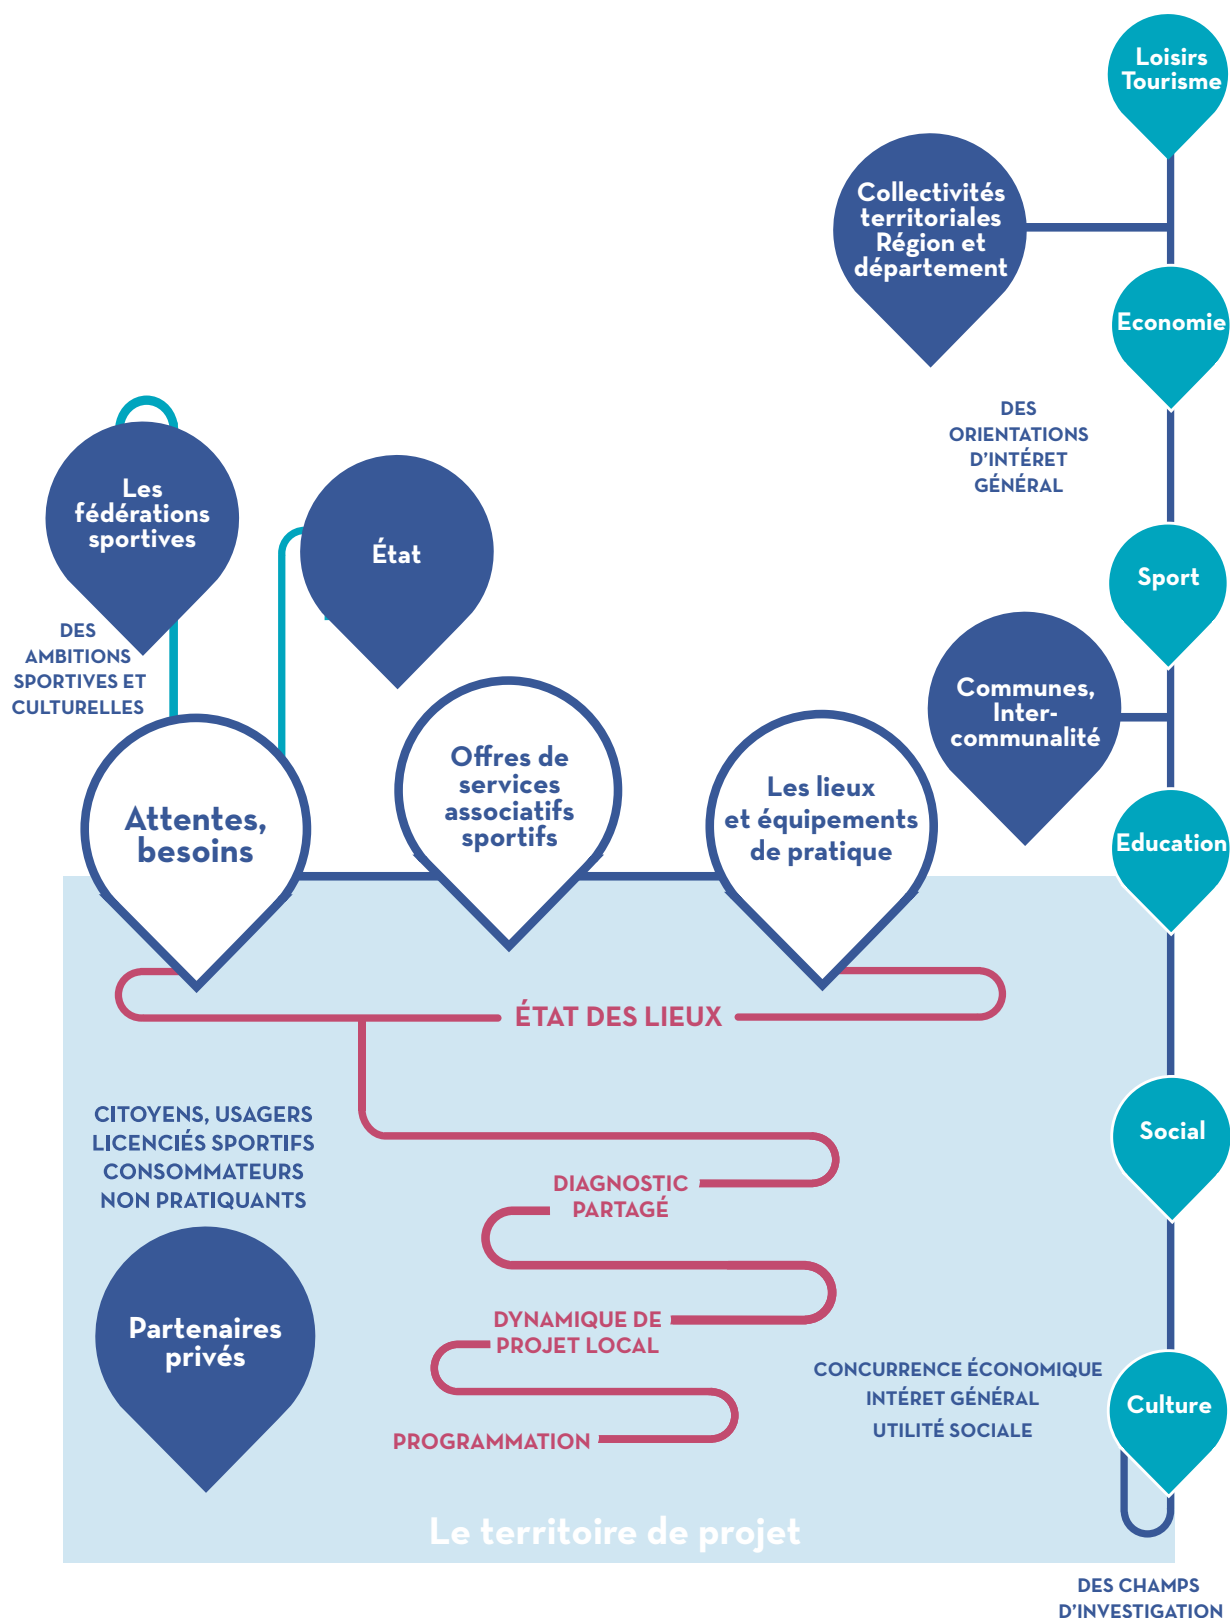 Loisirs
Tourisme
Collectivités
territoriales
Région et
département
Economie
DES
ORIENTATIONS
D'INTÉRET
GÉNÉRAL
Les
fédérations
sportives
État
Sport
DES
AMBITIONS
SPORTIVES ET
CULTURELLES
Communes,
Inter-
communalité
Attentes,
besoins
Offres de
services
associatifs
sportifs
Les lieux
et équipements
de pratique
Education
ÉTAT DES LIEUX
CITOYENS, USAGERS
LICENCIÉS SPORTIFS
CONSOMMATEURS
NON PRATIQUANTS
Social
DIAGNOSTIC
PARTAGÉ
Partenaires
privés
DYNAMIQUE DE
PROJET LOCAL
CONCURRENCE ÉCONOMIQUE
INTÉRET GÉNÉRAL
UTILITÉ SOCIALE
Culture
PROGRAMMATION
Le territoire de projet
DES CHAMPS
D'INVESTIGATION